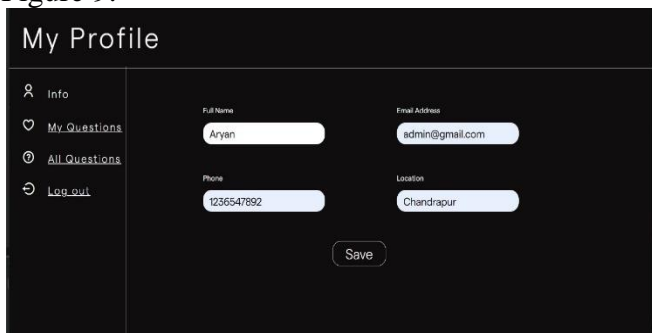 Figure 9.
My Profile
Info
My Questions
All Questions
Log out
Full Name
Email Address
Aryan
admin@gmail.com
Phone
Location
1236547892
Chandrapur
Save